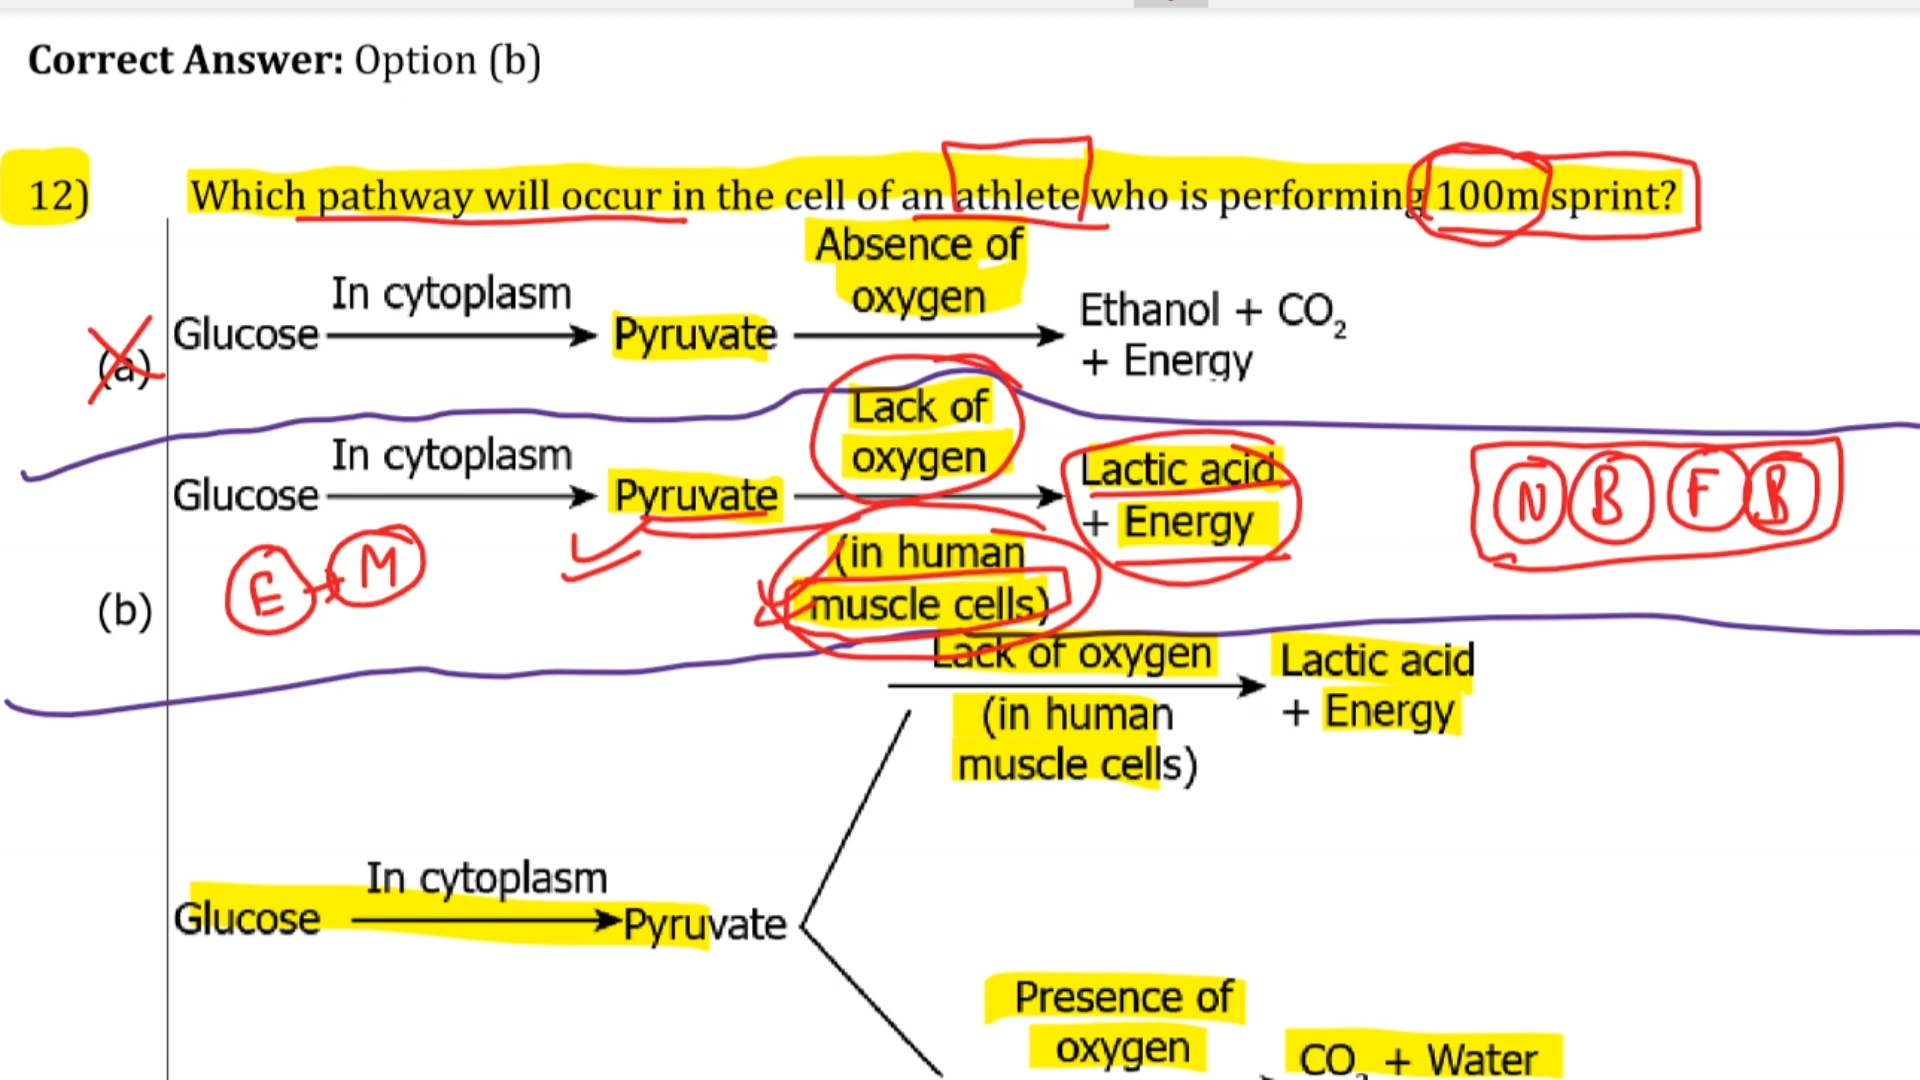 Correct Answer: Option (b)
12) Which pathway will occur in the cell of an athlete who is performing 100m sprint?
(a) Glucose In cytoplasm Pyruvate Absence of oxygen Ethanol + CO₂ + Energy
(b) Glucose In cytoplasm Pyruvate Lack of oxygen (in human muscle cells) Lactic acid + Energy
E M
N B F B
Glucose In cytoplasm Pyruvate
Lack of oxygen (in human muscle cells) Lactic acid + Energy
Presence of oxygen CO₂ + Water